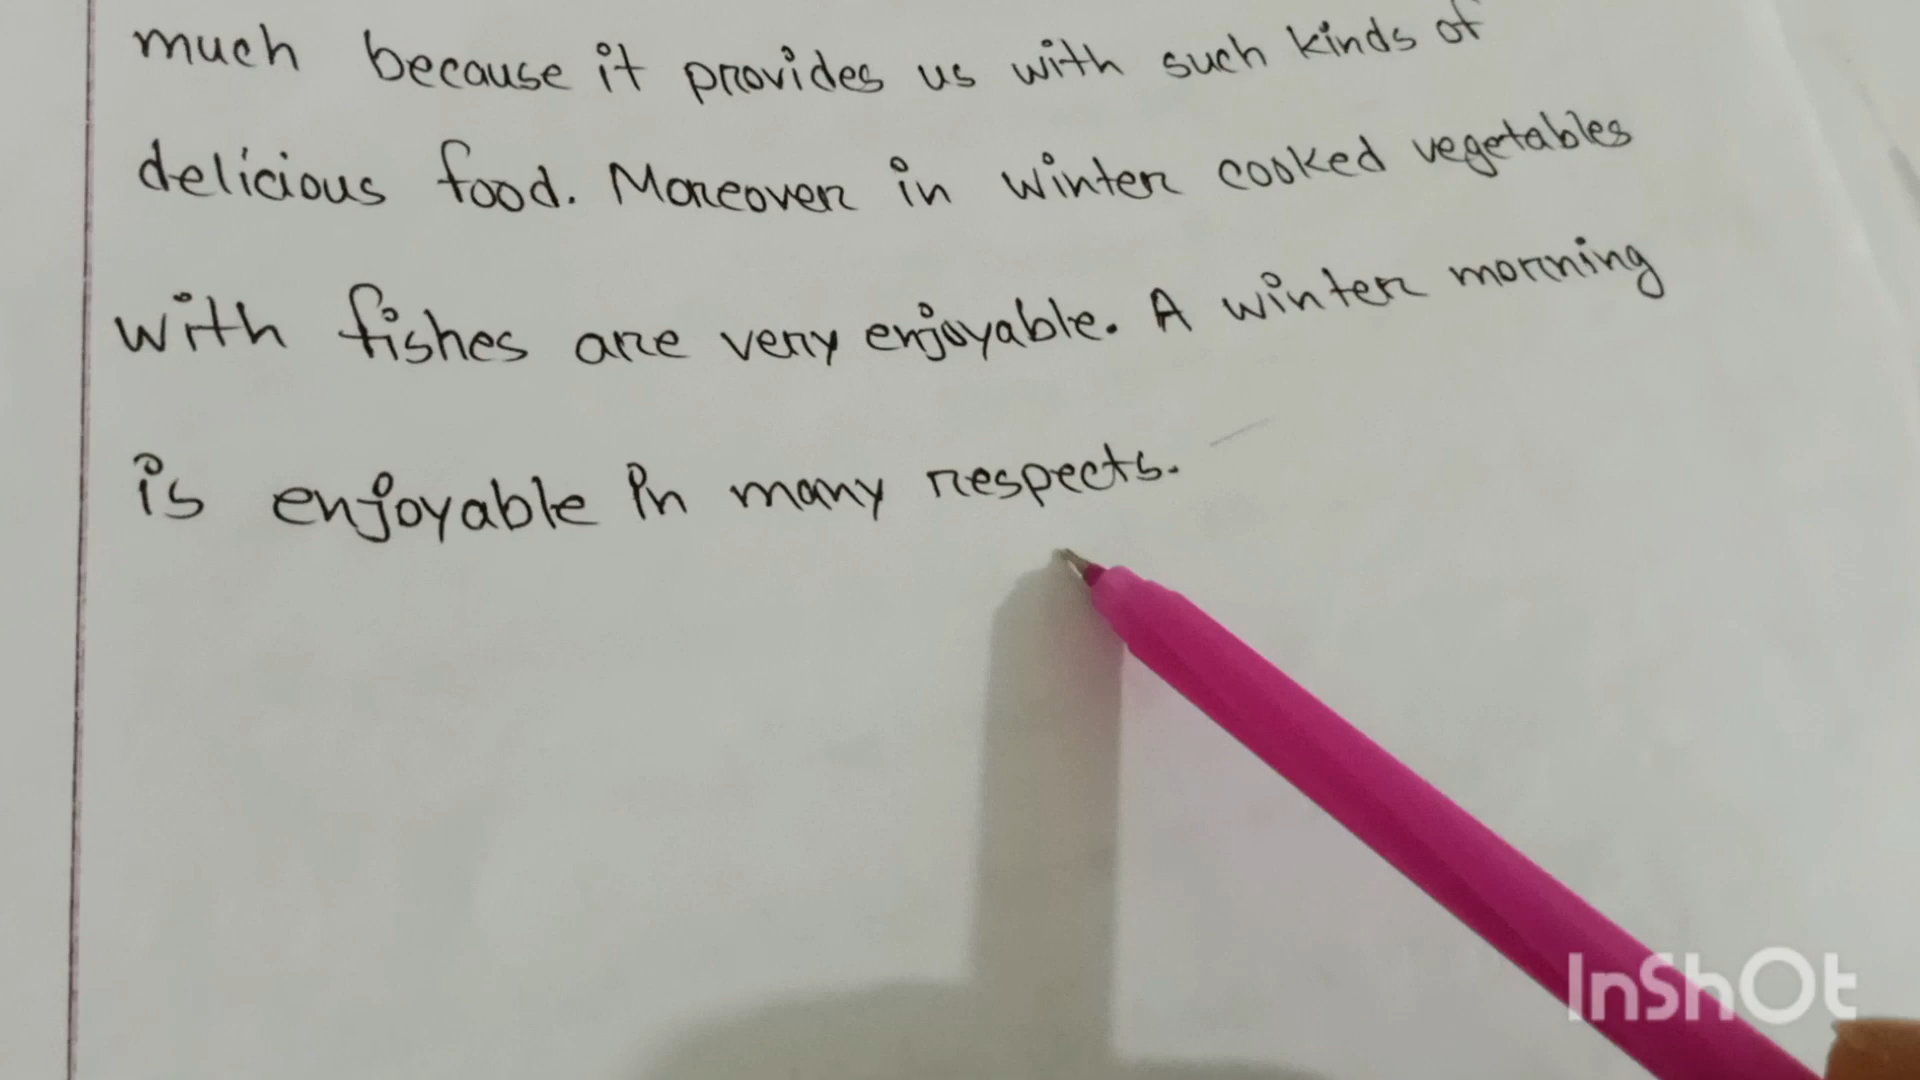 much because it provides us with such kinds of
delicious food. Moreover in winter cooked vegetables
with fishes are very enjoyable. A winter morning
is enjoyable in many respects.
InShOt